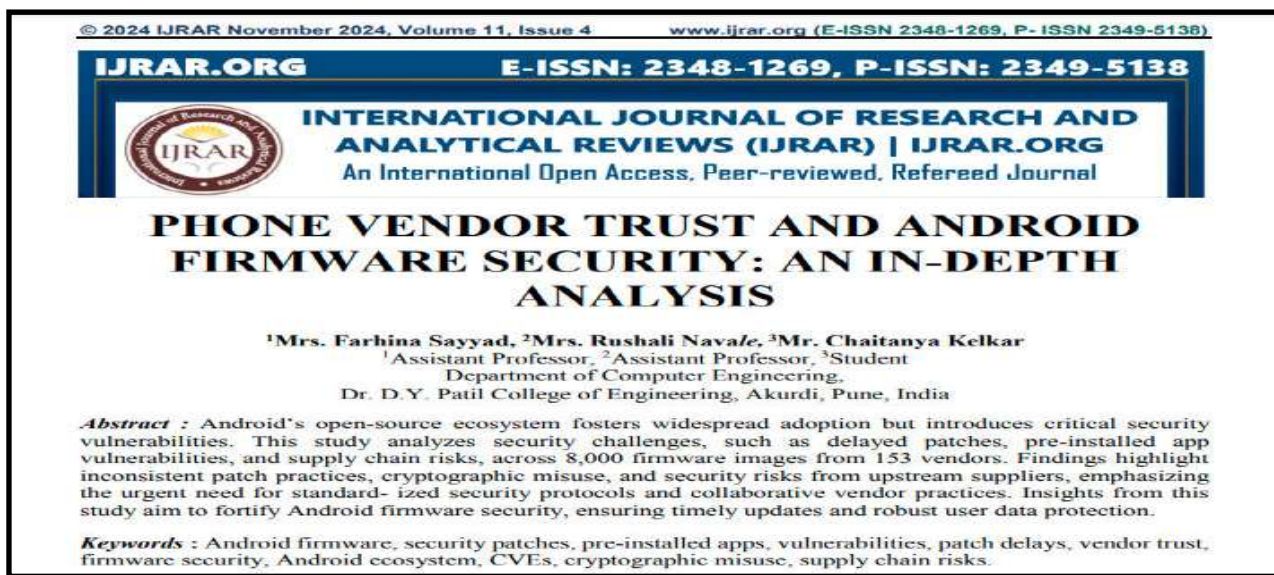 © 2024 IJRAR November 2024, Volume 11, Issue 4 www.ijrar.org (E-ISSN 2348-1269, P- ISSN 2349-5138)
IJRAR.ORG E-ISSN: 2348-1269, P-ISSN: 2349-5138
International Journal of Research and Analytical Reviews
IJRAR
INTERNATIONAL JOURNAL OF RESEARCH AND
ANALYTICAL REVIEWS (IJRAR) | IJRAR.ORG
An International Open Access, Peer-reviewed, Refereed Journal
PHONE VENDOR TRUST AND ANDROID
FIRMWARE SECURITY: AN IN-DEPTH
ANALYSIS
¹Mrs. Farhina Sayyad, ²Mrs. Rushali Navale, ³Mr. Chaitanya Kelkar
¹Assistant Professor, ²Assistant Professor, ³Student
Department of Computer Engineering,
Dr. D.Y. Patil College of Engineering, Akurdi, Pune, India
Abstract : Android's open-source ecosystem fosters widespread adoption but introduces critical security
vulnerabilities. This study analyzes security challenges, such as delayed patches, pre-installed app
vulnerabilities, and supply chain risks, across 8,000 firmware images from 153 vendors. Findings highlight
inconsistent patch practices, cryptographic misuse, and security risks from upstream suppliers, emphasizing
the urgent need for standard- ized security protocols and collaborative vendor practices. Insights from this
study aim to fortify Android firmware security, ensuring timely updates and robust user data protection.
Keywords : Android firmware, security patches, pre-installed apps, vulnerabilities, patch delays, vendor trust,
firmware security, Android ecosystem, CVEs, cryptographic misuse, supply chain risks.